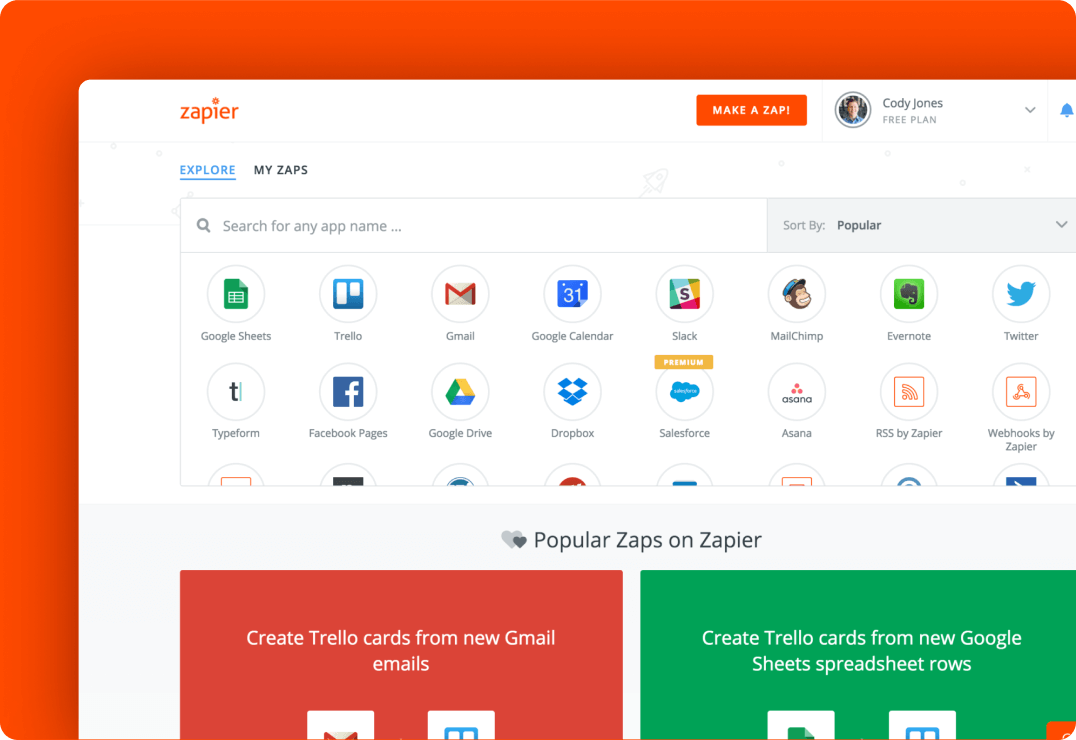 zapier
MAKE A ZAP!
Cody Jones
FREE PLAN
EXPLORE MY ZAPS
Search for any app name ...
Sort By: Popular
31
S
Google Sheets Trello Gmail Google Calendar Slack MailChimp Evernote Twitter
PREMIUM
t
salesforce
asana
Typeform Facebook Pages Google Drive Dropbox Salesforce Asana RSS by Zapier Webhooks by
Zapier
Popular Zaps on Zapier
Create Trello cards from new Gmail
emails
Create Trello cards from new Google
Sheets spreadsheet rows